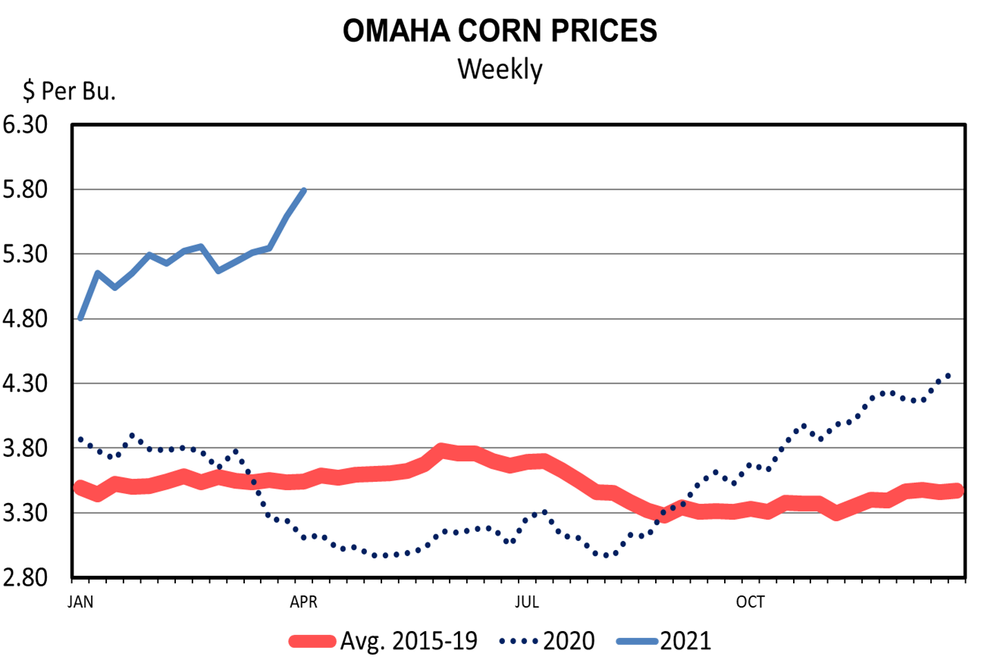 OMAHA CORN PRICES
Weekly
$ Per Bu.
6.30
5.80
5.30
4.80
4.30
3.80
3.30
2.80
JAN APR JUL OCT
Avg. 2015-19 2020 2021